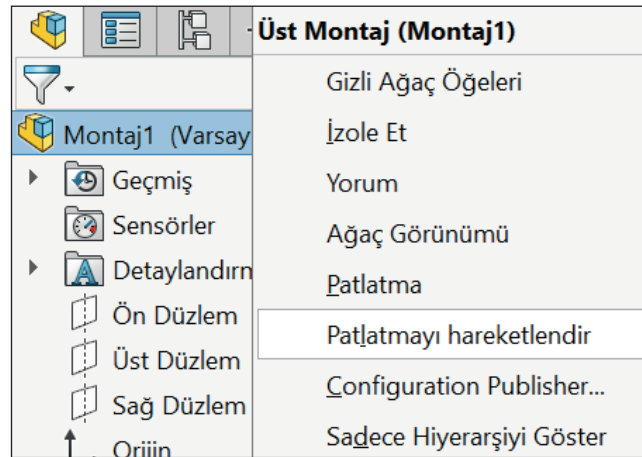 Üst Montaj (Montaj1)
Gizli Ağaç Öğeleri
İzole Et
Yorum
Ağaç Görünümü
Patlatma
Patlatmayı hareketlendir
Configuration Publisher...
Sadece Hiyerarşiyi Göster
Montaj1 (Varsay
Geçmiş
Sensörler
Detaylandırn
Ön Düzlem
Üst Düzlem
Sağ Düzlem
Orijin